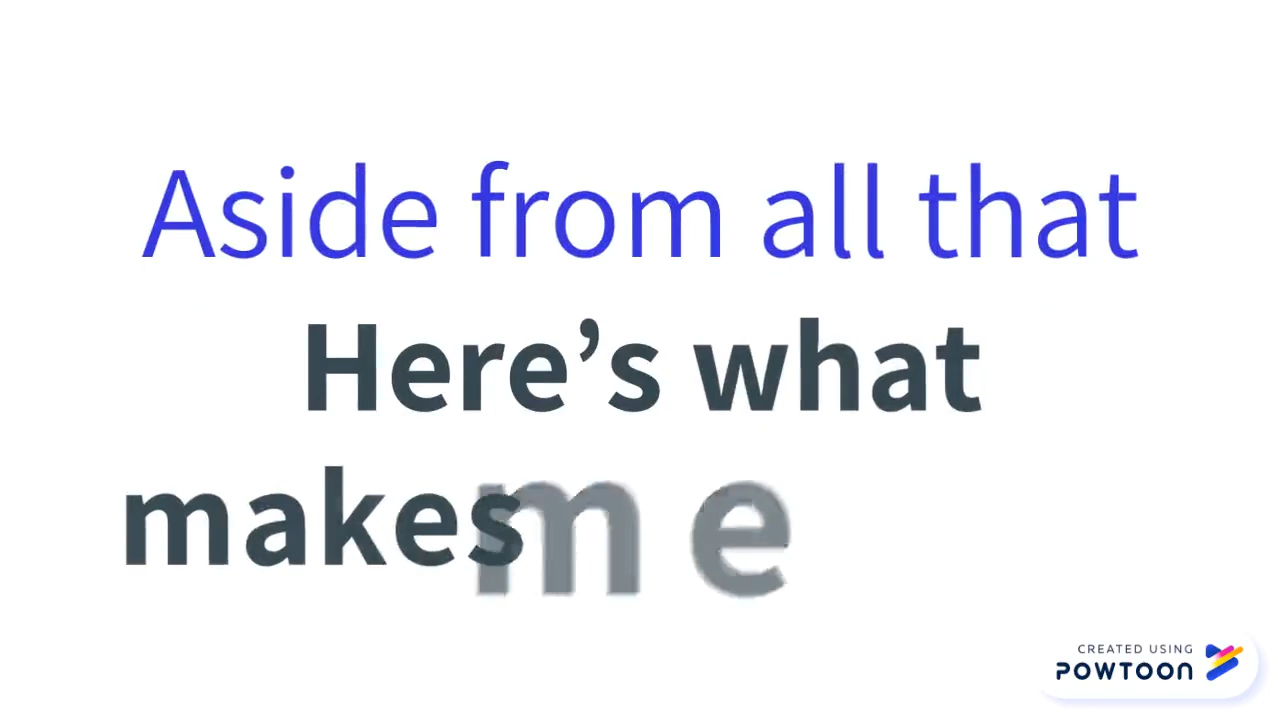 Aside from all that
Here’s what
makes me
CREATED USING
POWTOON